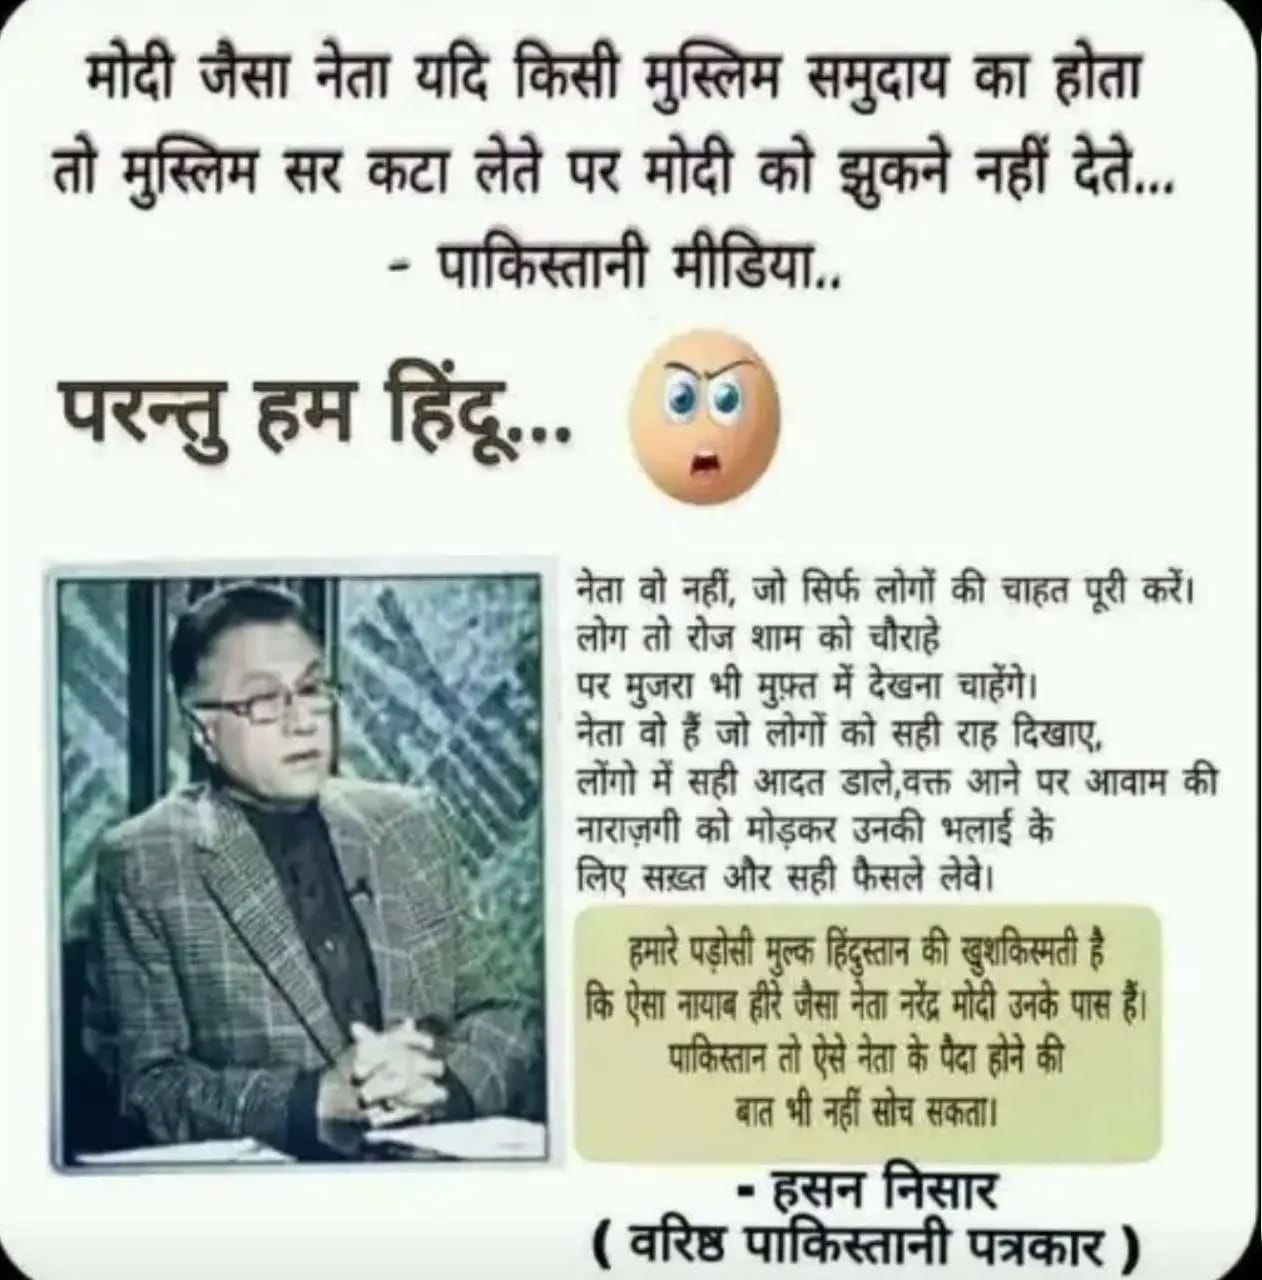 मोदी जैसा नेता यदि किसी मुस्लिम समुदाय का होता
तो मुस्लिम सर कटा लेते पर मोदी को झुकने नहीं देते...
- पाकिस्तानी मीडिया..
परन्तु हम हिंदू...
नेता वो नहीं, जो सिर्फ लोगों की चाहत पूरी करें।
लोग तो रोज शाम को चौराहे
पर मुजरा भी मुफ़्त में देखना चाहेंगे।
नेता वो हैं जो लोगों को सही राह दिखाए,
लोंगो में सही आदत डाले,वक्त आने पर आवाम की
नाराज़गी को मोड़कर उनकी भलाई के
लिए सख़्त और सही फैसले लेवे।
हमारे पड़ोसी मुल्क हिंदुस्तान की खुशकिस्मती है
कि ऐसा नायाब हीरे जैसा नेता नरेंद्र मोदी उनके पास हैं।
पाकिस्तान तो ऐसे नेता के पैदा होने की
बात भी नहीं सोच सकता।
- हसन निसार
( वरिष्ठ पाकिस्तानी पत्रकार )